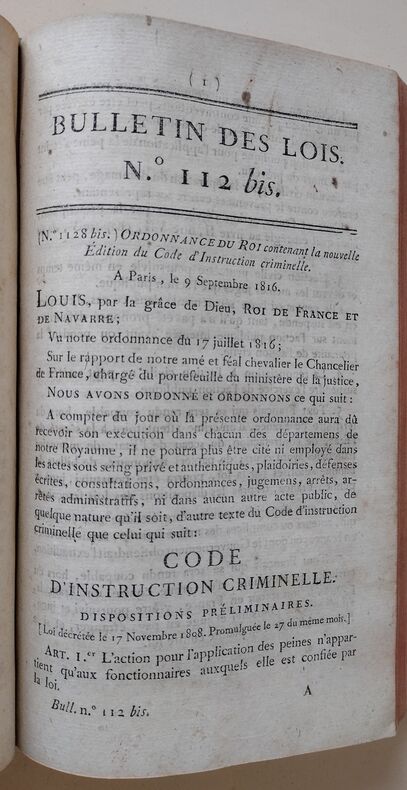 ( 1 )
BULLETIN DES LOIS.
N.° 112 bis.
(N.° 1128 bis.) ORDONNANCE DU ROI contenant la nouvelle
Édition du Code d'Instruction criminelle.
A Paris, le 9 Septembre 1816.
LOUIS, par la grâce de Dieu, ROI DE FRANCE ET
DE NAVARRE;
Vu notre ordonnance du 17 juillet 1816;
Sur le rapport de notre amé et féal chevalier le Chancelier
de France, chargé du portefeuille du ministère de la justice,
NOUS AVONS ORDONNÉ et ORDONNONS ce qui suit :
A compter du jour où la présente ordonnance aura dû
recevoir son exécution dans chacun des départemens de
notre Royaume, il ne pourra plus être cité ni employé dans
les actes sous seing privé et authentiques, plaidoiries, défenses
écrites, consultations, ordonnances, jugemens, arrêts, ar-
rêtés administratifs, ni dans aucun autre acte public, de
quelque nature qu'il soit, d'autre texte du Code d'instruction
criminelle que celui qui suit :
CODE
D'INSTRUCTION CRIMINELLE.
DISPOSITIONS PRÉLIMINAIRES.
[Loi décrétée le 17 Novembre 1808. Promulguée le 27 du même mois.]
ART. 1.er L'action pour l'application des peines n'appar-
tient qu'aux fonctionnaires auxquels elle est confiée par
la loi.
Bull. n.° 112 bis.
A